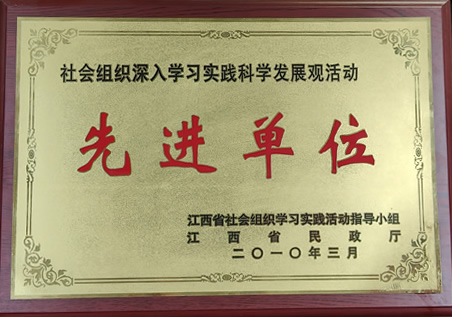 社会组织深入学习实践科学发展观活动
先进单位
江西省社会组织学习实践活动指导小组
江西省民政厅
二〇一〇年三月